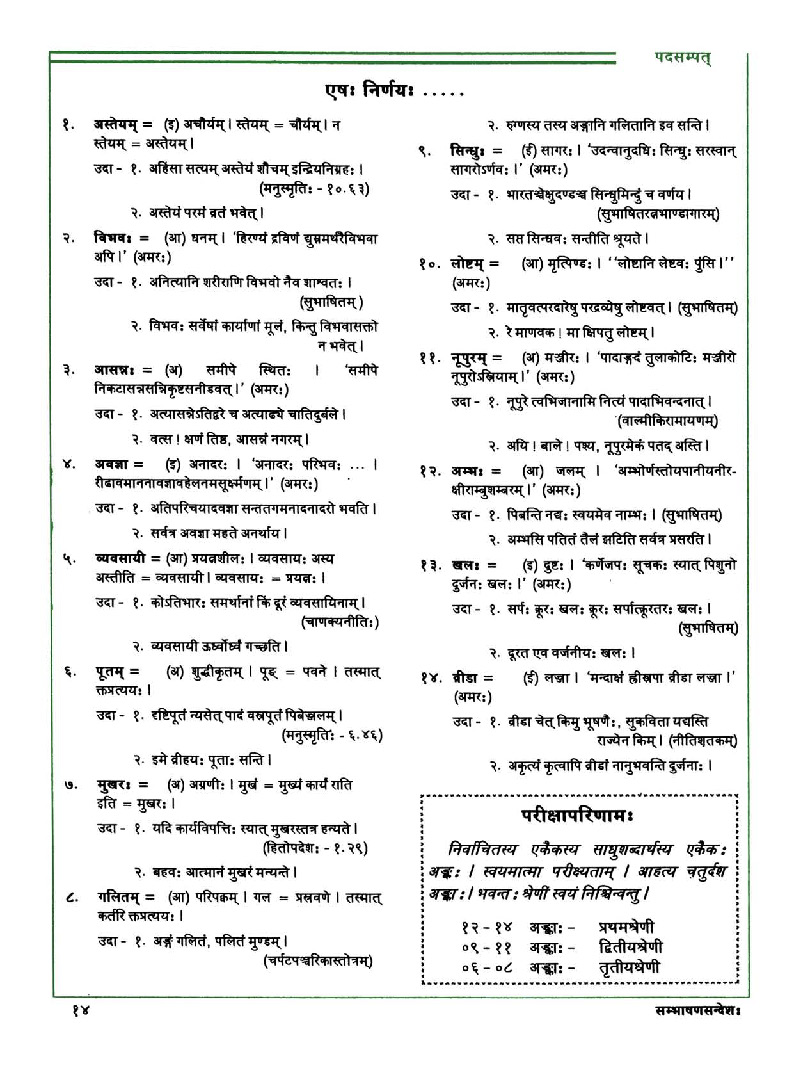 पदसम्पत्
एषः निर्णयः .....
१. अस्तेयम् = (इ) अचौर्यम् । स्तेयम् = चौर्यम् । न
स्तेयम् = अस्तेयम् ।
उदा - १. अहिंसा सत्यम् अस्तेयं शौचम् इन्द्रियनिग्रहः ।
(मनुस्मृतिः - १०.६३)
२. अस्तेयं परमं व्रतं भवेत् ।
२. विभवः = (आ) धनम् । 'हिरण्यं द्रविणं द्युम्नमर्थरैविभवा
अपि ।' (अमरः)
उदा - १. अनित्यानि शरीराणि विभवो नैव शाश्वतः ।
(सुभाषितम्)
२. विभवः सर्वेषां कार्याणां मूलं, किन्तु विभवासक्तो
न भवेत् ।
३. आसन्नः = (अ) समीपे स्थितः । 'समीपे
निकटासन्नसन्निकृष्टसनीडवत् ।' (अमरः)
उदा - १. अत्यासन्नेऽतिदूरे च अत्याढ्ये चातिदुर्बले ।
२. वत्स ! क्षणं तिष्ठ, आसन्नं नगरम् ।
४. अवज्ञा = (इ) अनादरः । 'अनादरः परिभवः ... ।
रीढावमाननावज्ञावहेलनमसूर्क्ष्मणम् ।' (अमरः)
उदा - १. अतिपरिचयादवज्ञा सन्ततगमनादनादरो भवति ।
२. सर्वत्र अवज्ञा महते अनर्थाय ।
५. व्यवसायी = (आ) प्रयत्नशीलः । व्यवसायः अस्य
अस्तीति = व्यवसायी । व्यवसायः = प्रयत्नः ।
उदा - १. कोऽतिभारः समर्थानां किं दूरं व्यवसायिनाम् ।
(चाणक्यनीतिः)
२. व्यवसायी ऊर्ध्वोर्ध्वं गच्छति ।
६. पूतम् = (अ) शुद्धीकृतम् । पूङ् = पवने । तस्मात्
क्तप्रत्ययः ।
उदा - १. दृष्टिपूतं न्यसेत् पादं वस्त्रपूतं पिबेज्जलम् ।
(मनुस्मृतिः - ६.४६)
२. इमे व्रीहयः पूताः सन्ति ।
७. मुखरः = (अ) अग्रणीः । मुखं = मुख्यं कार्यं राति
इति = मुखरः ।
उदा - १. यदि कार्यविपत्तिः स्यात् मुखरस्तत्र हन्यते ।
(हितोपदेशः - १.२९)
२. बहवः आत्मानं मुखरं मन्यन्ते ।
८. गलितम् = (आ) परिपक्वम् । गल = प्रस्रवणे । तस्मात्
कर्तरि क्तप्रत्ययः ।
उदा - १. अङ्गं गलितं, पलितं मुण्डम् ।
(चर्पटपञ्चरिकास्तोत्रम्)
२. रुग्णस्य तस्य अङ्गानि गलितानि इव सन्ति ।
९. सिन्धुः = (ई) सागरः । 'उदन्वानुदधिः सिन्धुः सरस्वान्
सागरोऽर्णवः ।' (अमरः)
उदा - १. भारतञ्चेक्षुदण्डञ्च सिन्धुमिन्दुं च वर्णय ।
(सुभाषितरत्नभाण्डागारम्)
२. सप्त सिन्धवः सन्तीति श्रूयते ।
१०. लोष्टम् = (आ) मृत्पिण्डः । ''लोष्टानि लेष्टवः पुंसि ।''
(अमरः)
उदा - १. मातृवत्परदारेषु परद्रव्येषु लोष्टवत् । (सुभाषितम्)
२. रे माणवक ! मा क्षिपतु लोष्टम् ।
११. नूपुरम् = (अ) मञ्जीरः । 'पादाङ्गदं तुलाकोटिः मञ्जीरो
नूपुरोऽस्त्रियाम् ।' (अमरः)
उदा - १. नूपुरे त्वभिजानामि नित्यं पादाभिवन्दनात् ।
(वाल्मीकिरामायणम्)
२. अयि ! बाले ! पश्य, नूपुरमेकं पतद् अस्ति ।
१२. अम्भः = (आ) जलम् । 'अम्भोर्णस्तोयपानीयनीर-
क्षीराम्बुशम्बरम् ।' (अमरः)
उदा - १. पिबन्ति नद्यः स्वयमेव नाम्भः । (सुभाषितम्)
२. अम्भसि पतितं तैलं झटिति सर्वत्र प्रसरति ।
१३. खलः = (इ) दुष्टः । 'कर्णेजपः सूचकः स्यात् पिशुनो
दुर्जनः खलः ।' (अमरः)
उदा - १. सर्पः क्रूरः खलः क्रूरः सर्पात्क्रूरतरः खलः ।
(सुभाषितम्)
२. दूरत एव वर्जनीयः खलः ।
१४. व्रीडा = (ई) लज्जा । 'मन्दाक्षं ह्रीस्त्रपा व्रीडा लज्जा ।'
(अमरः)
उदा - १. व्रीडा चेत् किमु भूषणैः, सुकविता यद्यस्ति
राज्येन किम् । (नीतिशतकम्)
२. अकृत्यं कृत्वापि व्रीडां नानुभवन्ति दुर्जनाः ।
परीक्षापरिणामः
निर्वाचितस्य एकैकस्य साधुशब्दार्थस्य एकैकः
अङ्कः । स्वयमात्मा परीक्ष्यताम् । आहत्य चतुर्दश
अङ्काः । भवन्तः श्रेणीं स्वयं निश्चिन्वन्तु ।
१२ - १४ अङ्काः - प्रथमश्रेणी
०९ - ११ अङ्काः - द्वितीयश्रेणी
०६ - ०८ अङ्काः - तृतीयश्रेणी
१४
सम्भाषणसन्देशः